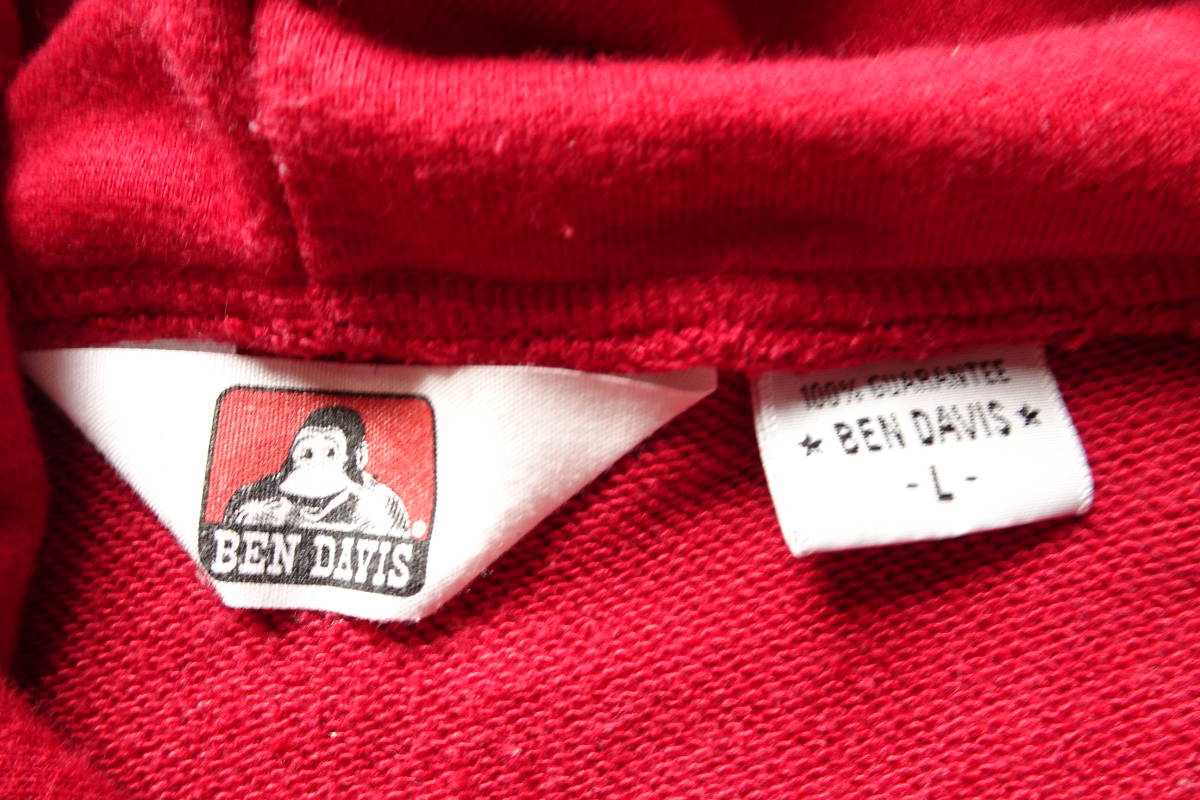 BEN DAVIS
®
100% GUARANTEE
★ BEN DAVIS ★
- L -